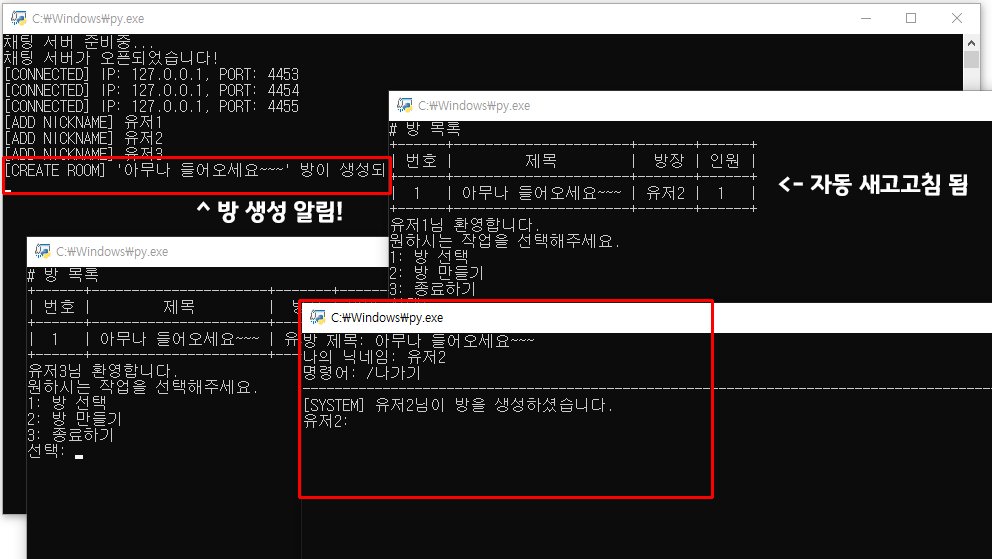 C:\Windows\py.exe
채팅 서버 준비중...
채팅 서버가 오픈되었습니다!
[CONNECTED] IP: 127.0.0.1, PORT: 4453
[CONNECTED] IP: 127.0.0.1, PORT: 4454
[CONNECTED] IP: 127.0.0.1, PORT: 4455
[ADD NICKNAME] 유저1
[ADD NICKNAME] 유저2
[ADD NICKNAME] 유저3
[CREATE ROOM] '아무나 들어오세요~~~' 방이 생성되
^ 방 생성 알림!
C:\Windows\py.exe
# 방 목록
| 번호 | 제목 | 방장 | 인원 |
| 1 | 아무나 들어오세요~~~ | 유저2 | 1 |
<- 자동 새고고침 됨
유저1님 환영합니다.
원하시는 작업을 선택해주세요.
1: 방 선택
2: 방 만들기
3: 종료하기
C:\Windows\py.exe
# 방 목록
| 번호 | 제목 |
| 1 | 아무나 들어오세요~~~ | 유
유저3님 환영합니다.
원하시는 작업을 선택해주세요.
1: 방 선택
2: 방 만들기
3: 종료하기
선택:
C:\Windows\py.exe
방 제목: 아무나 들어오세요~~~
나의 닉네임: 유저2
명령어: /나가기
[SYSTEM] 유저2님이 방을 생성하셨습니다.
유저2: